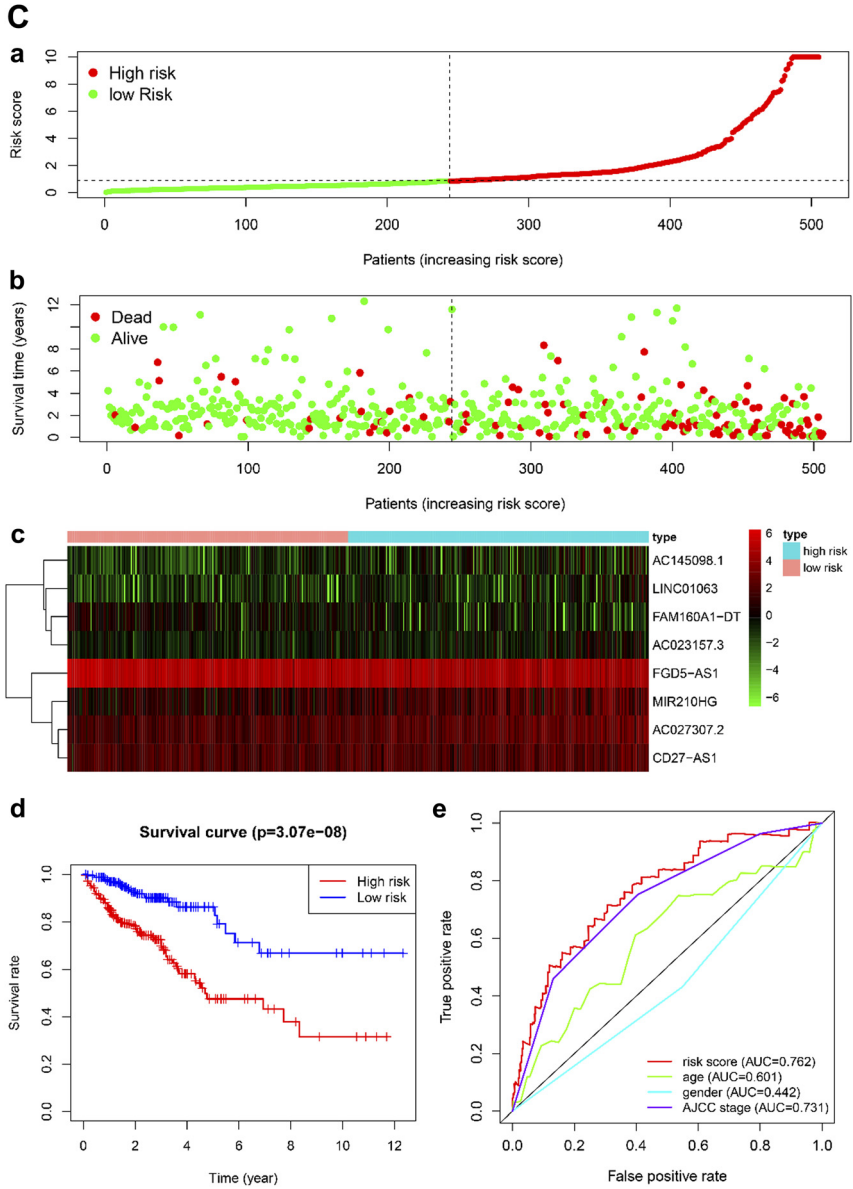 C
a
High risk
low Risk
Risk score
10
8
6
4
2
0
0 100 200 300 400 500
Patients (increasing risk score)
b
Dead
Alive
Survival time (years)
12
8
6
4
2
0
0 100 200 300 400 500
Patients (increasing risk score)
c
type
AC145098.1
LINC01063
FAM160A1−DT
AC023157.3
FGD5−AS1
MIR210HG
AC027307.2
CD27−AS1
6
4
2
0
−2
−4
−6
type
high risk
low risk
d
Survival curve (p=3.07e−08)
High risk
Low risk
Survival rate
1.0
0.8
0.6
0.4
0.2
0.0
0 2 4 6 8 10 12
Time (year)
e
True positive rate
1.0
0.8
0.6
0.4
0.2
0.0
risk score (AUC=0.762)
age (AUC=0.601)
gender (AUC=0.442)
AJCC stage (AUC=0.731)
0.0 0.2 0.4 0.6 0.8 1.0
False positive rate